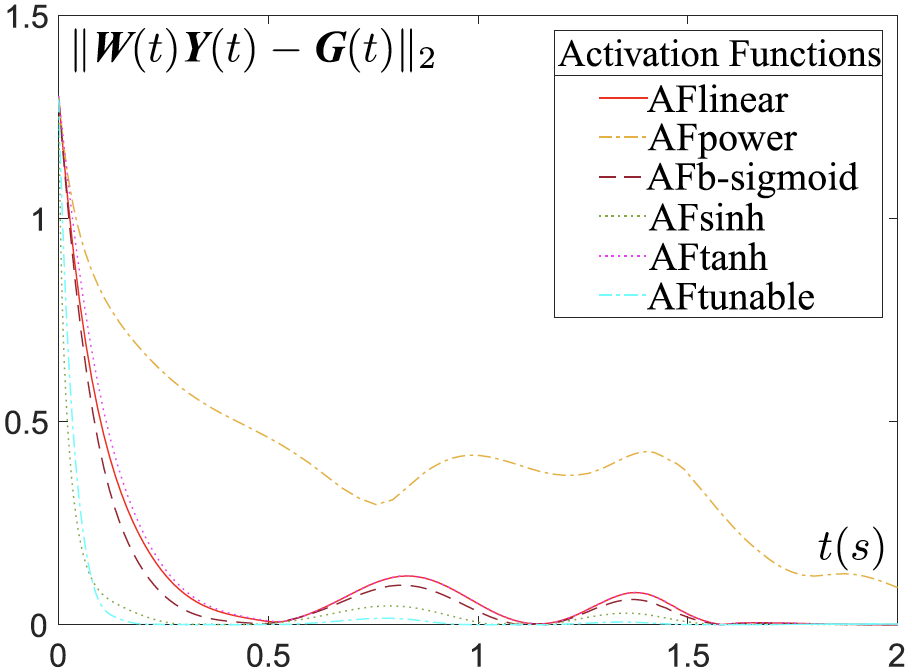 1.5
‖W(t)Y(t) − G(t)‖₂
Activation Functions
AFlinear
AFpower
AFb-sigmoid
AFsinh
AFtanh
AFtunable
1
0.5
t(s)
0
0 0.5 1 1.5 2